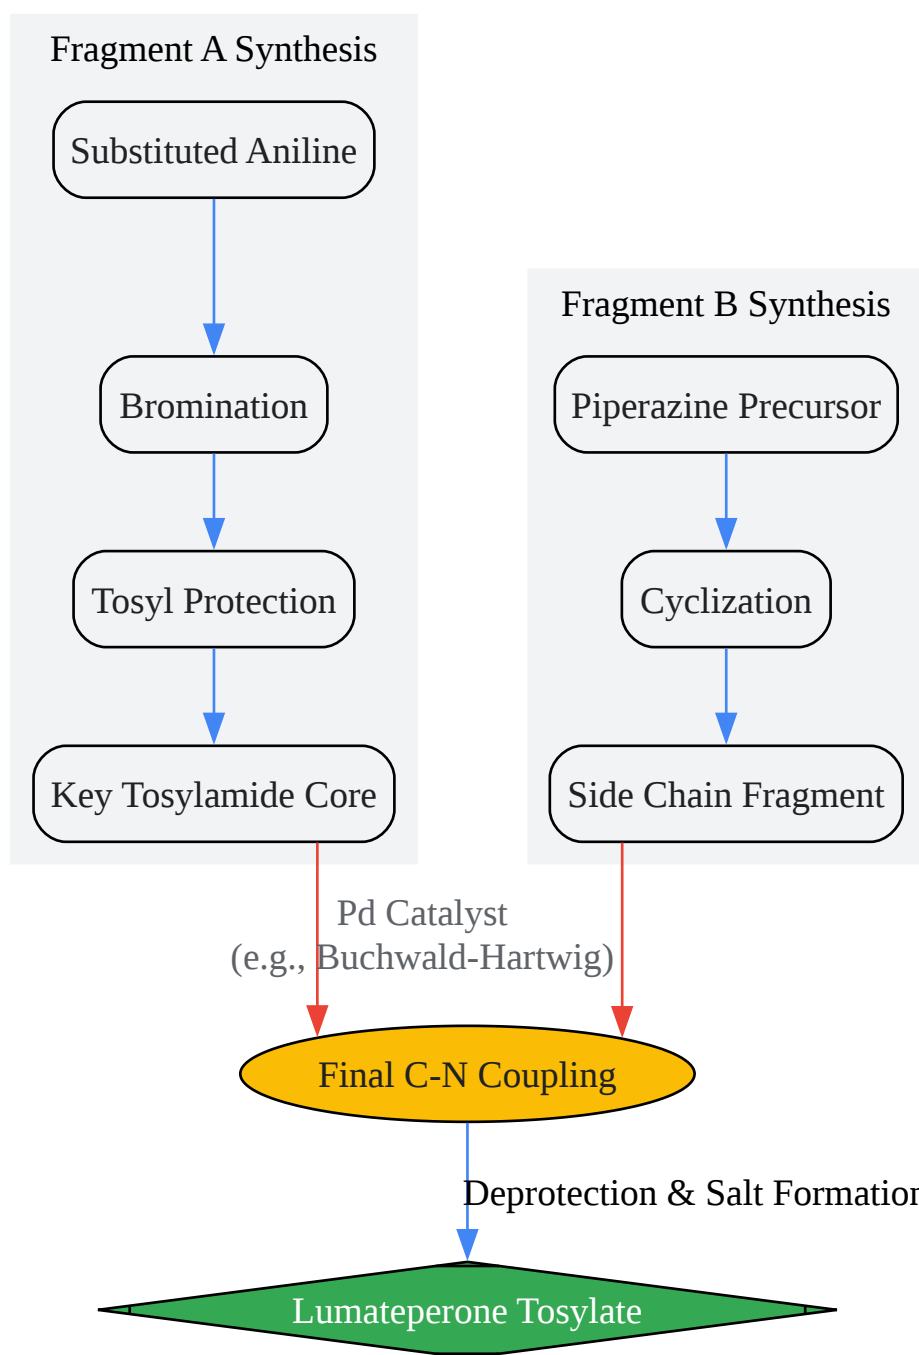 Fragment A Synthesis
Substituted Aniline
Bromination
Tosyl Protection
Key Tosylamide Core
Fragment B Synthesis
Piperazine Precursor
Cyclization
Side Chain Fragment
Pd Catalyst
(e.g., Buchwald-Hartwig)
Final C-N Coupling
Deprotection & Salt Formation
Lumateperone Tosylate